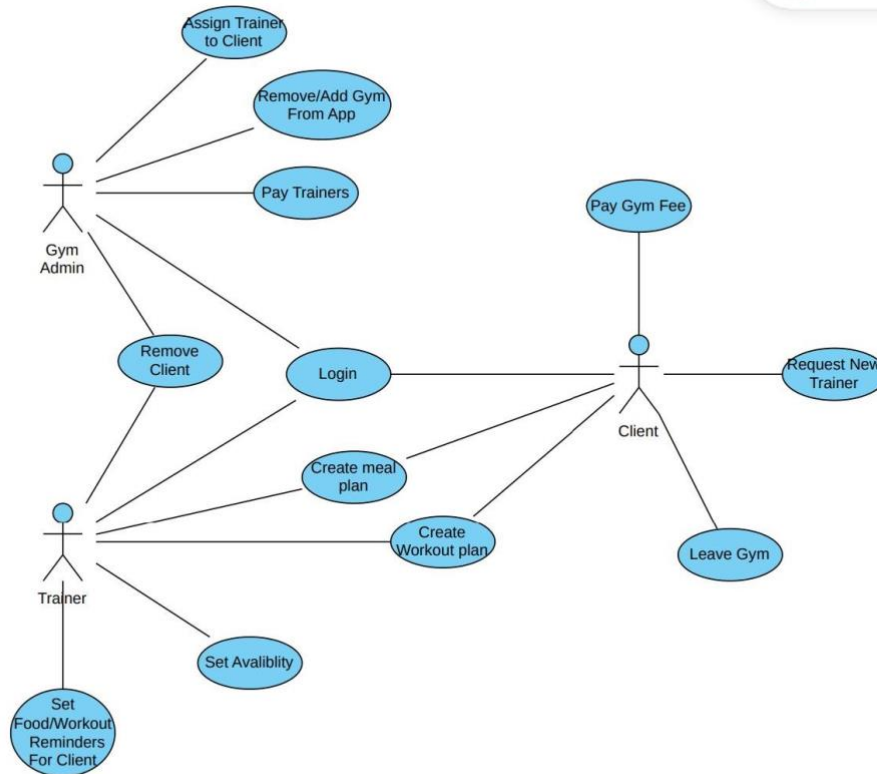 Assign Trainer
to Client
Remove/Add Gym
From App
Pay Trainers
Pay Gym Fee
Gym
Admin
Remove
Client
Login
Request New
Trainer
Client
Create meal
plan
Create
Workout plan
Leave Gym
Trainer
Set Avaliblity
Set
Food/Workout
Reminders
For Client